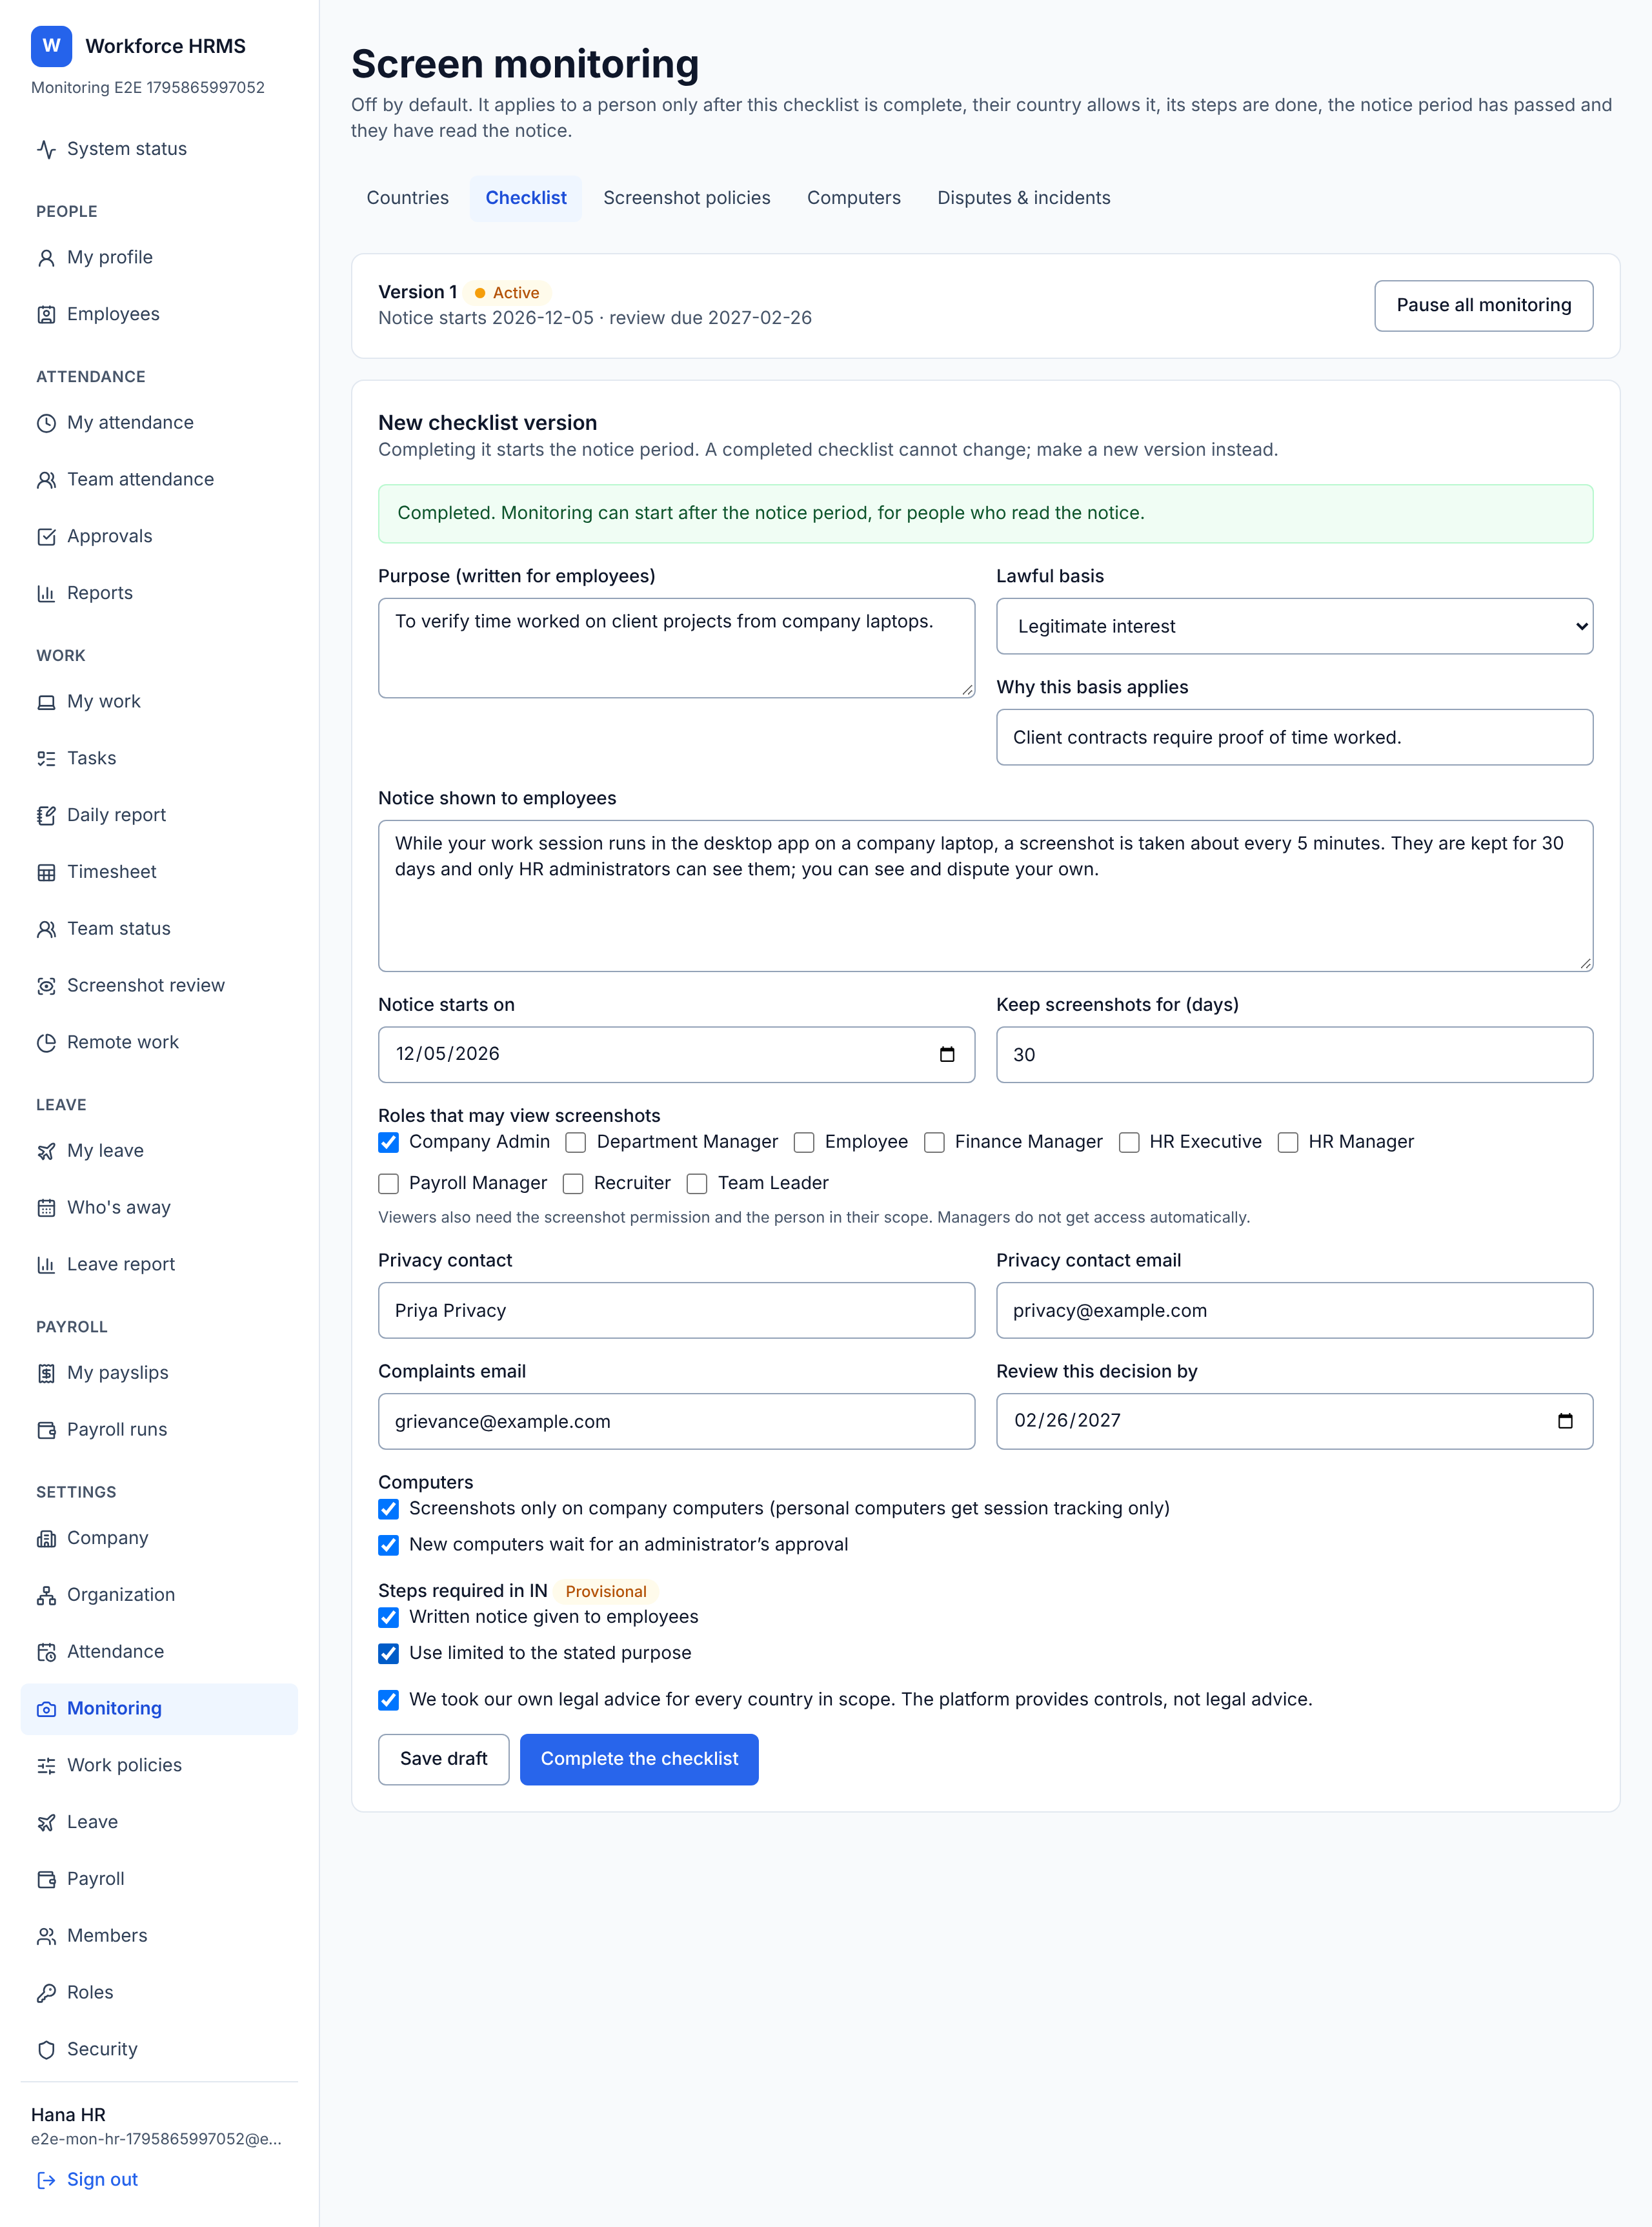 W
Workforce HRMS
Monitoring E2E 1795865997052
System status
PEOPLE
My profile
Employees
ATTENDANCE
My attendance
Team attendance
Approvals
Reports
WORK
My work
Tasks
Daily report
Timesheet
Team status
Screenshot review
Remote work
LEAVE
My leave
Who's away
Leave report
PAYROLL
My payslips
Payroll runs
SETTINGS
Company
Organization
Attendance
Monitoring
Work policies
Leave
Payroll
Members
Roles
Security
Hana HR
e2e-mon-hr-1795865997052@e...
Sign out
Screen monitoring
Off by default. It applies to a person only after this checklist is complete, their country allows it, its steps are done, the notice period has passed and
they have read the notice.
Countries Checklist Screenshot policies Computers Disputes & incidents
Version 1 Active
Notice starts 2026-12-05 · review due 2027-02-26
Pause all monitoring
New checklist version
Completing it starts the notice period. A completed checklist cannot change; make a new version instead.
Completed. Monitoring can start after the notice period, for people who read the notice.
Purpose (written for employees)
To verify time worked on client projects from company laptops.
Lawful basis
Legitimate interest
Why this basis applies
Client contracts require proof of time worked.
Notice shown to employees
While your work session runs in the desktop app on a company laptop, a screenshot is taken about every 5 minutes. They are kept for 30
days and only HR administrators can see them; you can see and dispute your own.
Notice starts on
12/05/2026
Keep screenshots for (days)
30
Roles that may view screenshots
Company Admin Department Manager Employee Finance Manager HR Executive HR Manager
Payroll Manager Recruiter Team Leader
Viewers also need the screenshot permission and the person in their scope. Managers do not get access automatically.
Privacy contact
Priya Privacy
Privacy contact email
privacy@example.com
Complaints email
grievance@example.com
Review this decision by
02/26/2027
Computers
Screenshots only on company computers (personal computers get session tracking only)
New computers wait for an administrator’s approval
Steps required in IN Provisional
Written notice given to employees
Use limited to the stated purpose
We took our own legal advice for every country in scope. The platform provides controls, not legal advice.
Save draft Complete the checklist